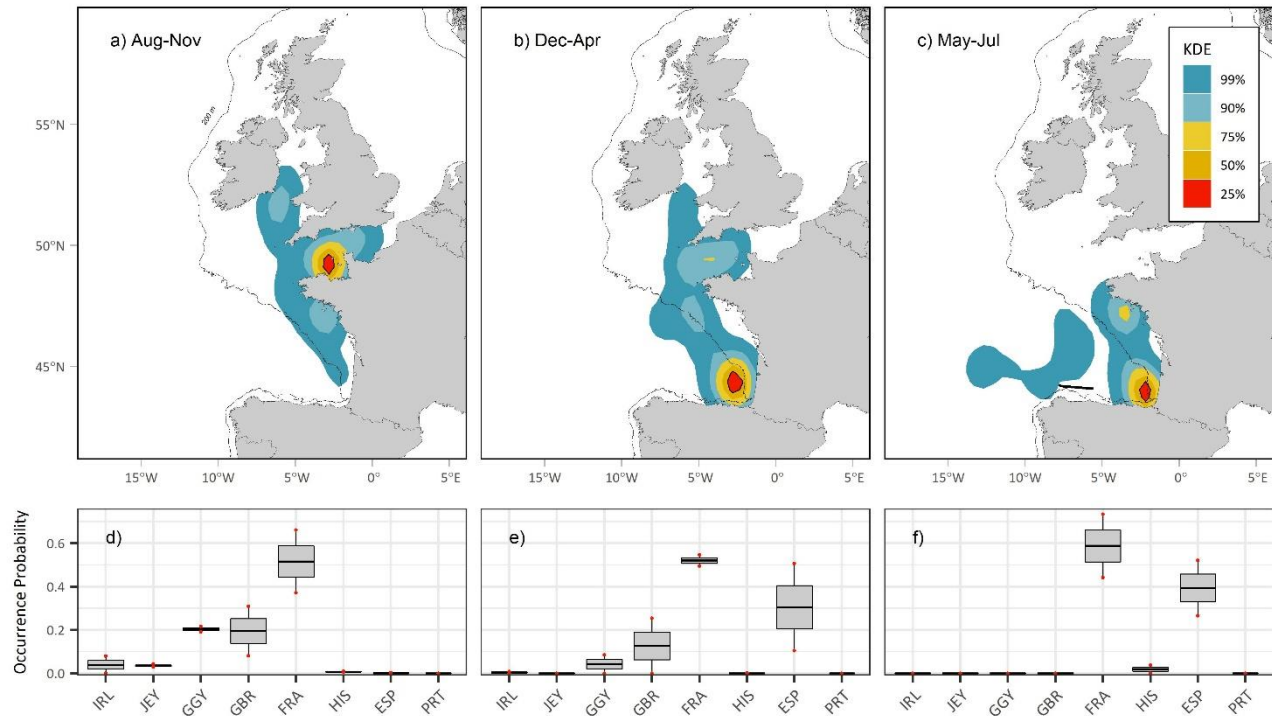 a) Aug-Nov
b) Dec-Apr
c) May-Jul
KDE
99%
90%
75%
50%
25%
200 m
55°N
50°N
45°N
15°W 10°W 5°W 0° 5°E
15°W 10°W 5°W 0° 5°E
15°W 10°W 5°W 0° 5°E
Occurrence Probability
0.6
0.4
0.2
0.0
d)
e)
f)
IRL JEY GGY GBR FRA HIS ESP PRT
IRL JEY GGY GBR FRA HIS ESP PRT
IRL JEY GGY GBR FRA HIS ESP PRT